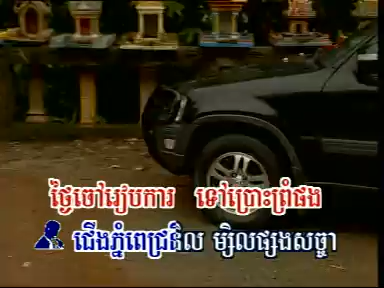 ថ្ងៃចៅរៀបការ ទៅប្រោះព្រំផង
ជើងភ្នំពេជ្រនិល ម្សិលផ្សងសច្ចា